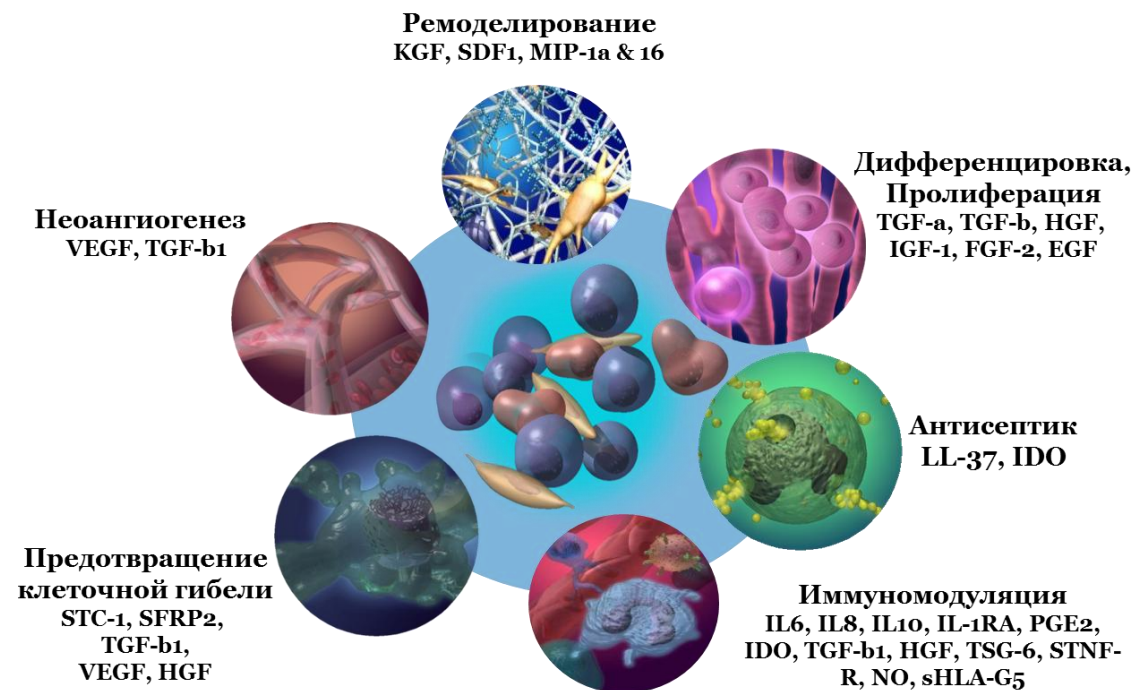 Ремоделирование
KGF, SDF1, MIP-1a & 16
Дифференцировка,
Пролиферация
TGF-a, TGF-b, HGF,
IGF-1, FGF-2, EGF
Неоангиогенез
VEGF, TGF-b1
Антисептик
LL-37, IDO
Предотвращение
клеточной гибели
STC-1, SFRP2,
TGF-b1,
VEGF, HGF
Иммуномодуляция
IL6, IL8, IL10, IL-1RA, PGE2,
IDO, TGF-b1, HGF, TSG-6, STNF-
R, NO, sHLA-G5